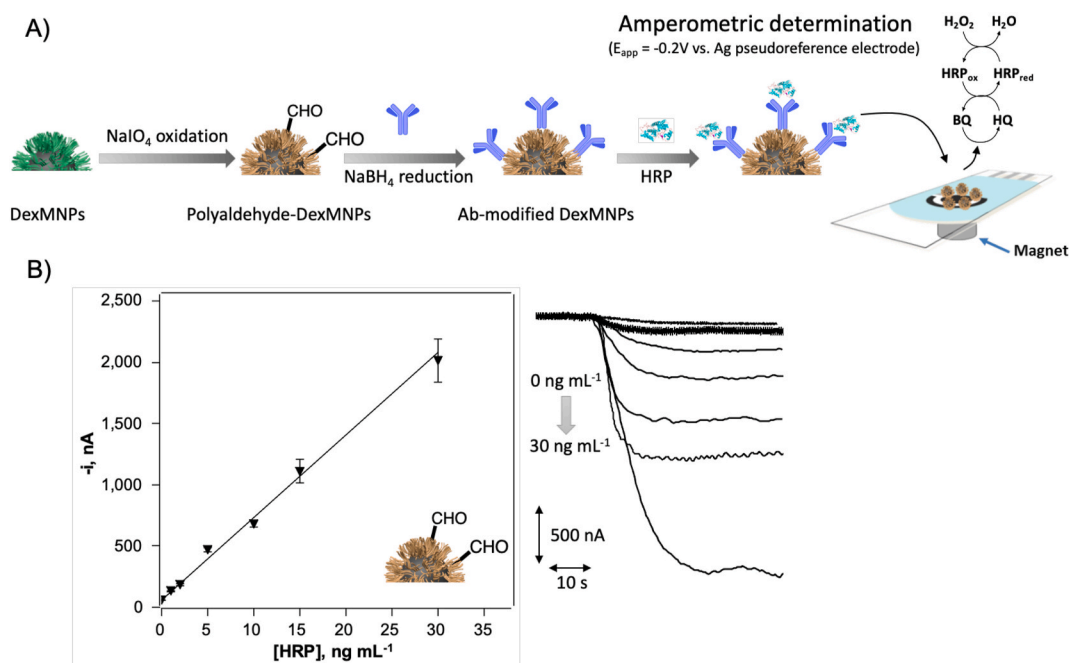 A)
Amperometric determination
(Eapp = -0.2V vs. Ag pseudoreference electrode)
H2O2
H2O
HRPox
HRPred
BQ
HQ
CHO
CHO
NaIO4 oxidation
NaBH4 reduction
HRP
DexMNPs
Polyaldehyde-DexMNPs
Ab-modified DexMNPs
Magnet
B)
2,500
2,000
1,500
1,000
500
0
-i, nA
0
5
10
15
20
25
30
35
[HRP], ng mL-1
CHO
CHO
0 ng mL-1
30 ng mL-1
500 nA
10 s